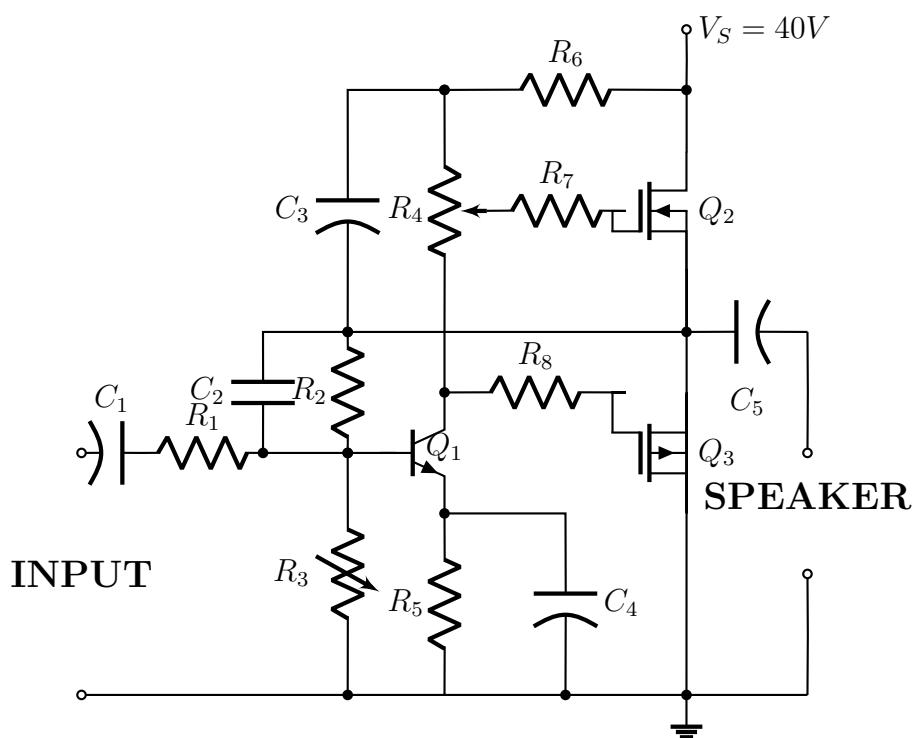 V_S = 40V
R_6
R_7
C_3
R_4
Q_2
R_8
C_1
C_2
R_2
R_1
Q_1
C_5
Q_3
SPEAKER
INPUT
R_3
R_5
C_4